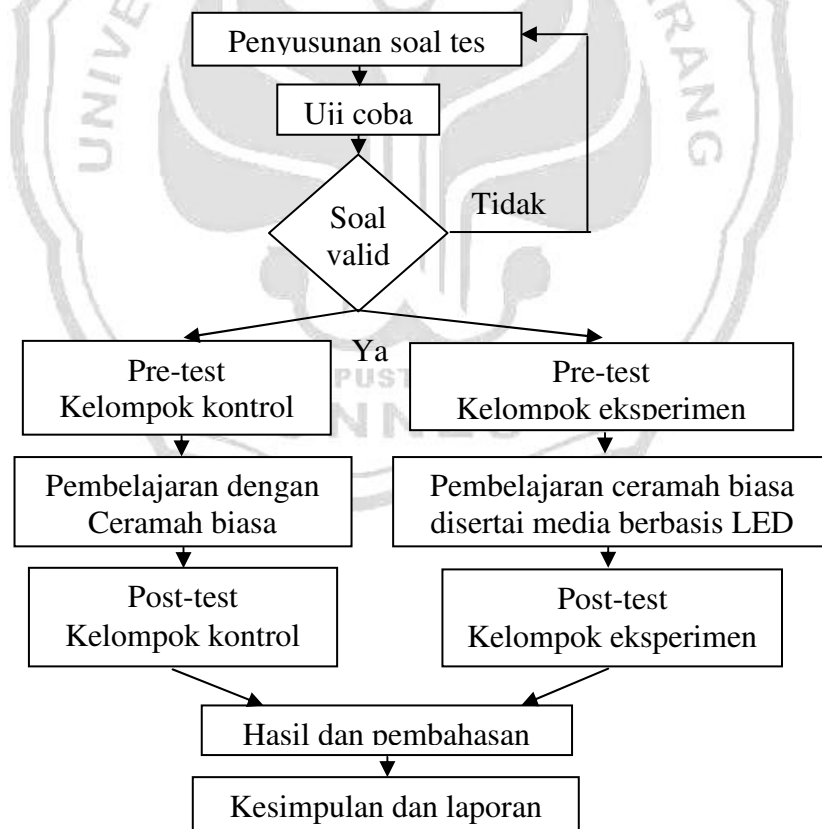 Penyusunan soal tes
Uji coba
Tidak
Soal
valid
Ya
Pre-test
Kelompok kontrol
Pre-test
Kelompok eksperimen
Pembelajaran dengan
Ceramah biasa
Pembelajaran ceramah biasa
disertai media berbasis LED
Post-test
Kelompok kontrol
Post-test
Kelompok eksperimen
Hasil dan pembahasan
Kesimpulan dan laporan